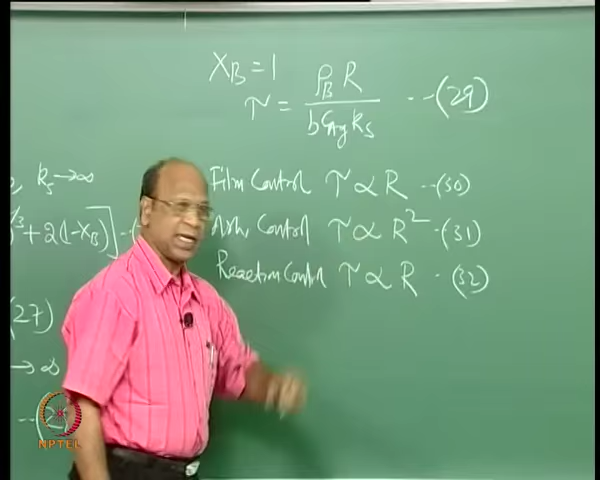 X_B = 1
τ = ρ_B R / b C_Ag k_s -- (29)
k_s → ∞
Film Control τ ∝ R -- (30)
+ 2(1-X_B)]
Ash Control τ ∝ R² -- (31)
Reaction Control τ ∝ R - (32)
27)
→ ∞
NPTEL